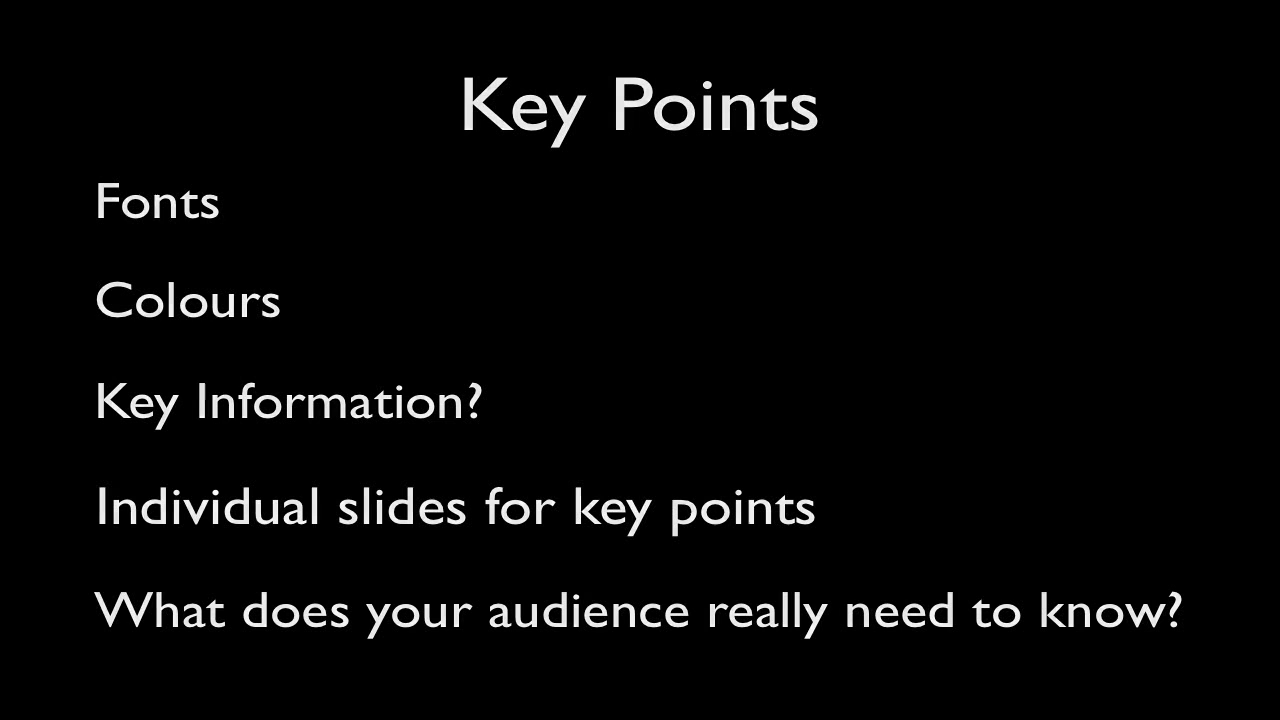 Key Points
Fonts
Colours
Key Information?
Individual slides for key points
What does your audience really need to know?